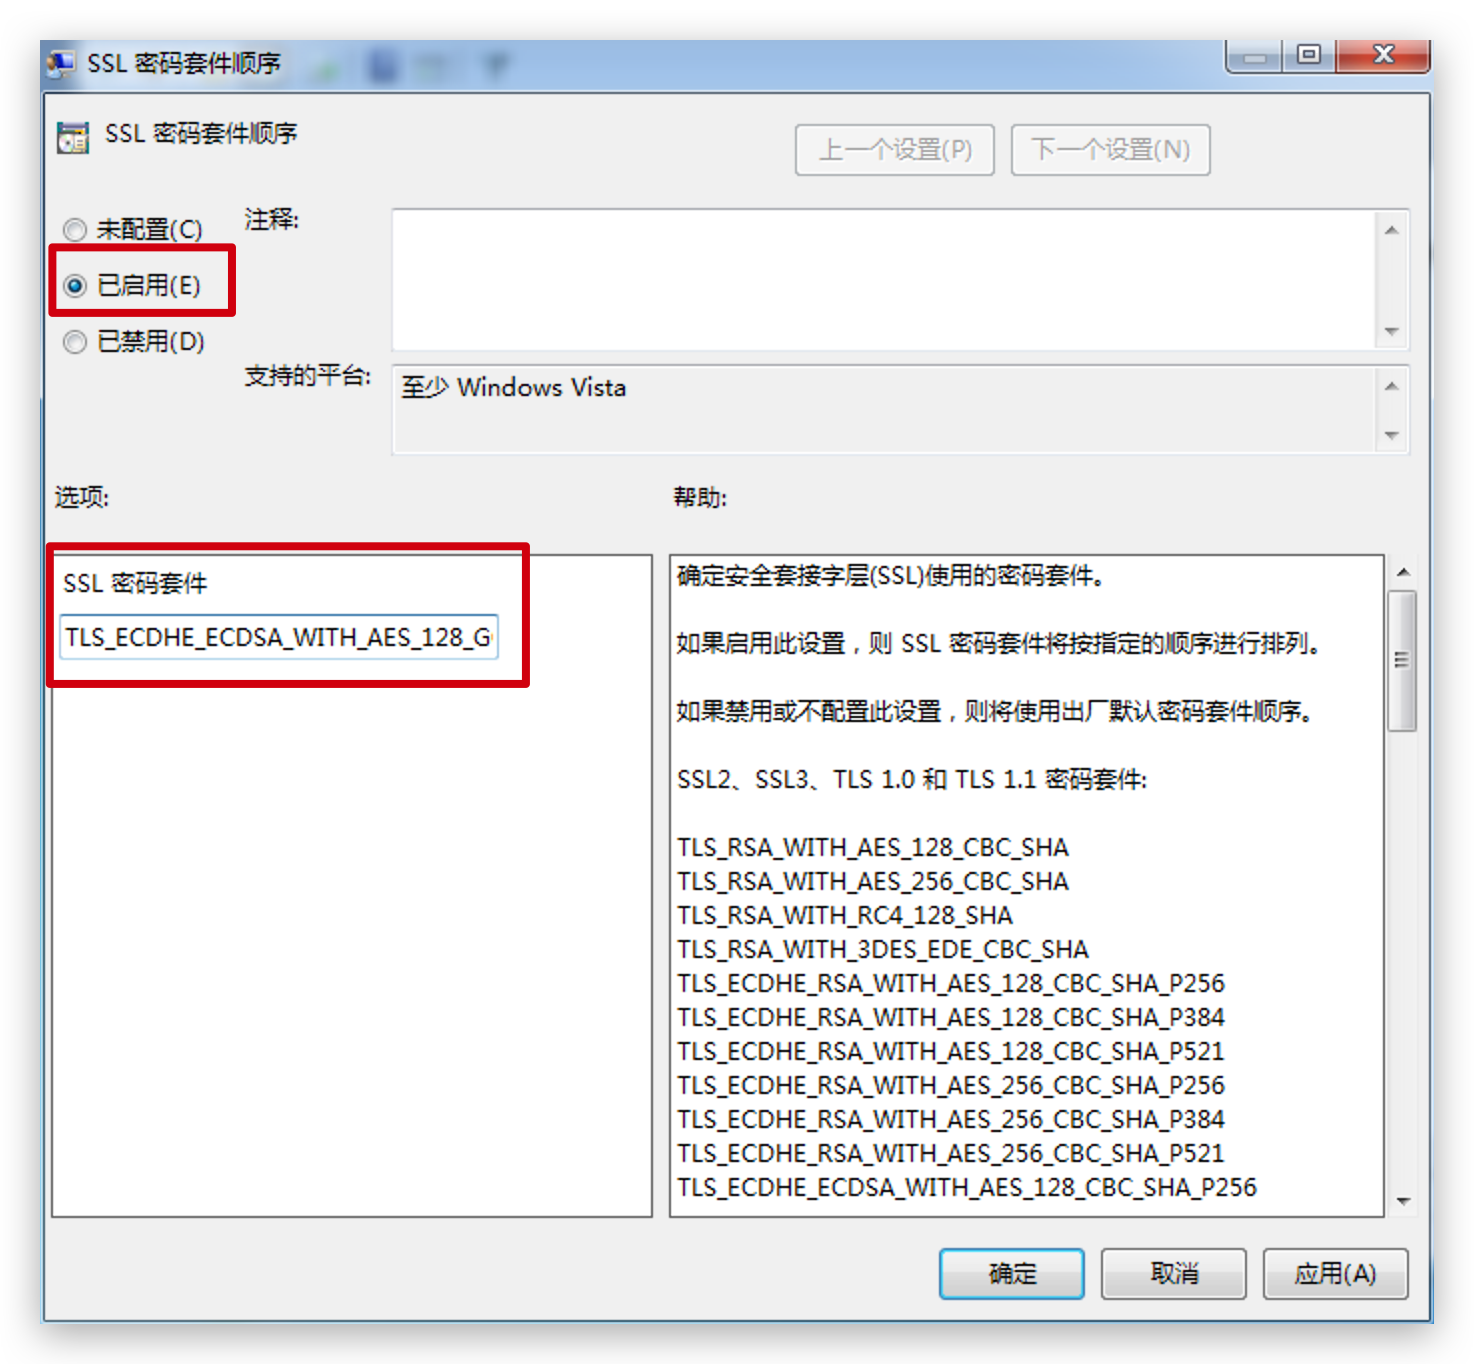 SSL 密码套件顺序
SSL 密码套件顺序
上一个设置(P)
下一个设置(N)
未配置(C)
注释:
已启用(E)
已禁用(D)
支持的平台:
至少 Windows Vista
选项:
帮助:
SSL 密码套件
TLS_ECDHE_ECDSA_WITH_AES_128_G
确定安全套接字层(SSL)使用的密码套件。
如果启用此设置，则 SSL 密码套件将按指定的顺序进行排列。
如果禁用或不配置此设置，则将使用出厂默认密码套件顺序。
SSL2、SSL3、TLS 1.0 和 TLS 1.1 密码套件:
TLS_RSA_WITH_AES_128_CBC_SHA
TLS_RSA_WITH_AES_256_CBC_SHA
TLS_RSA_WITH_RC4_128_SHA
TLS_RSA_WITH_3DES_EDE_CBC_SHA
TLS_ECDHE_RSA_WITH_AES_128_CBC_SHA_P256
TLS_ECDHE_RSA_WITH_AES_128_CBC_SHA_P384
TLS_ECDHE_RSA_WITH_AES_128_CBC_SHA_P521
TLS_ECDHE_RSA_WITH_AES_256_CBC_SHA_P256
TLS_ECDHE_RSA_WITH_AES_256_CBC_SHA_P384
TLS_ECDHE_RSA_WITH_AES_256_CBC_SHA_P521
TLS_ECDHE_ECDSA_WITH_AES_128_CBC_SHA_P256
确定
取消
应用(A)